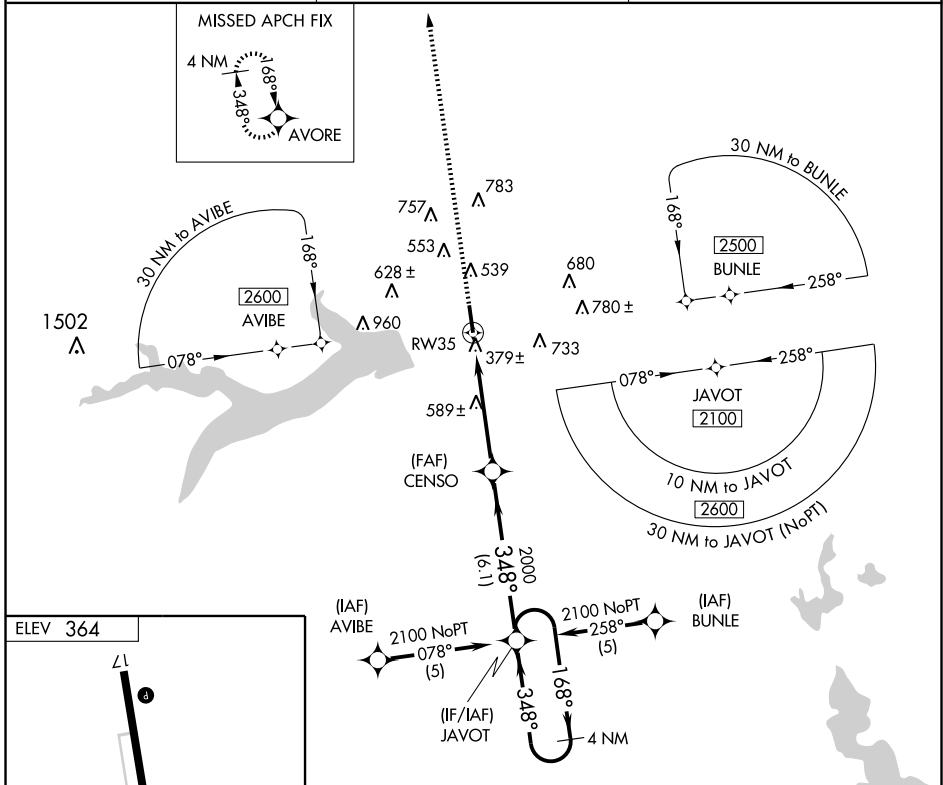 MISSED APCH FIX
4 NM
168°
348°
AVORE
30 NM to AVIBE
168°
2600
AVIBE
078°
1502
757
783
553
539
628 ±
960
680
780 ±
RW35
379 ±
733
589 ±
30 NM to BUNLE
168°
2500
BUNLE
258°
078°
258°
JAVOT
2100
10 NM to JAVOT
2600
30 NM to JAVOT (NoPT)
(FAF)
CENSO
2000
348°
(6.1)
(IAF)
AVIBE
2100 NoPT
078°
(5)
2100 NoPT
258°
(5)
(IAF)
BUNLE
(IF/IAF)
JAVOT
348°
168°
4 NM
ELEV 364
17
P